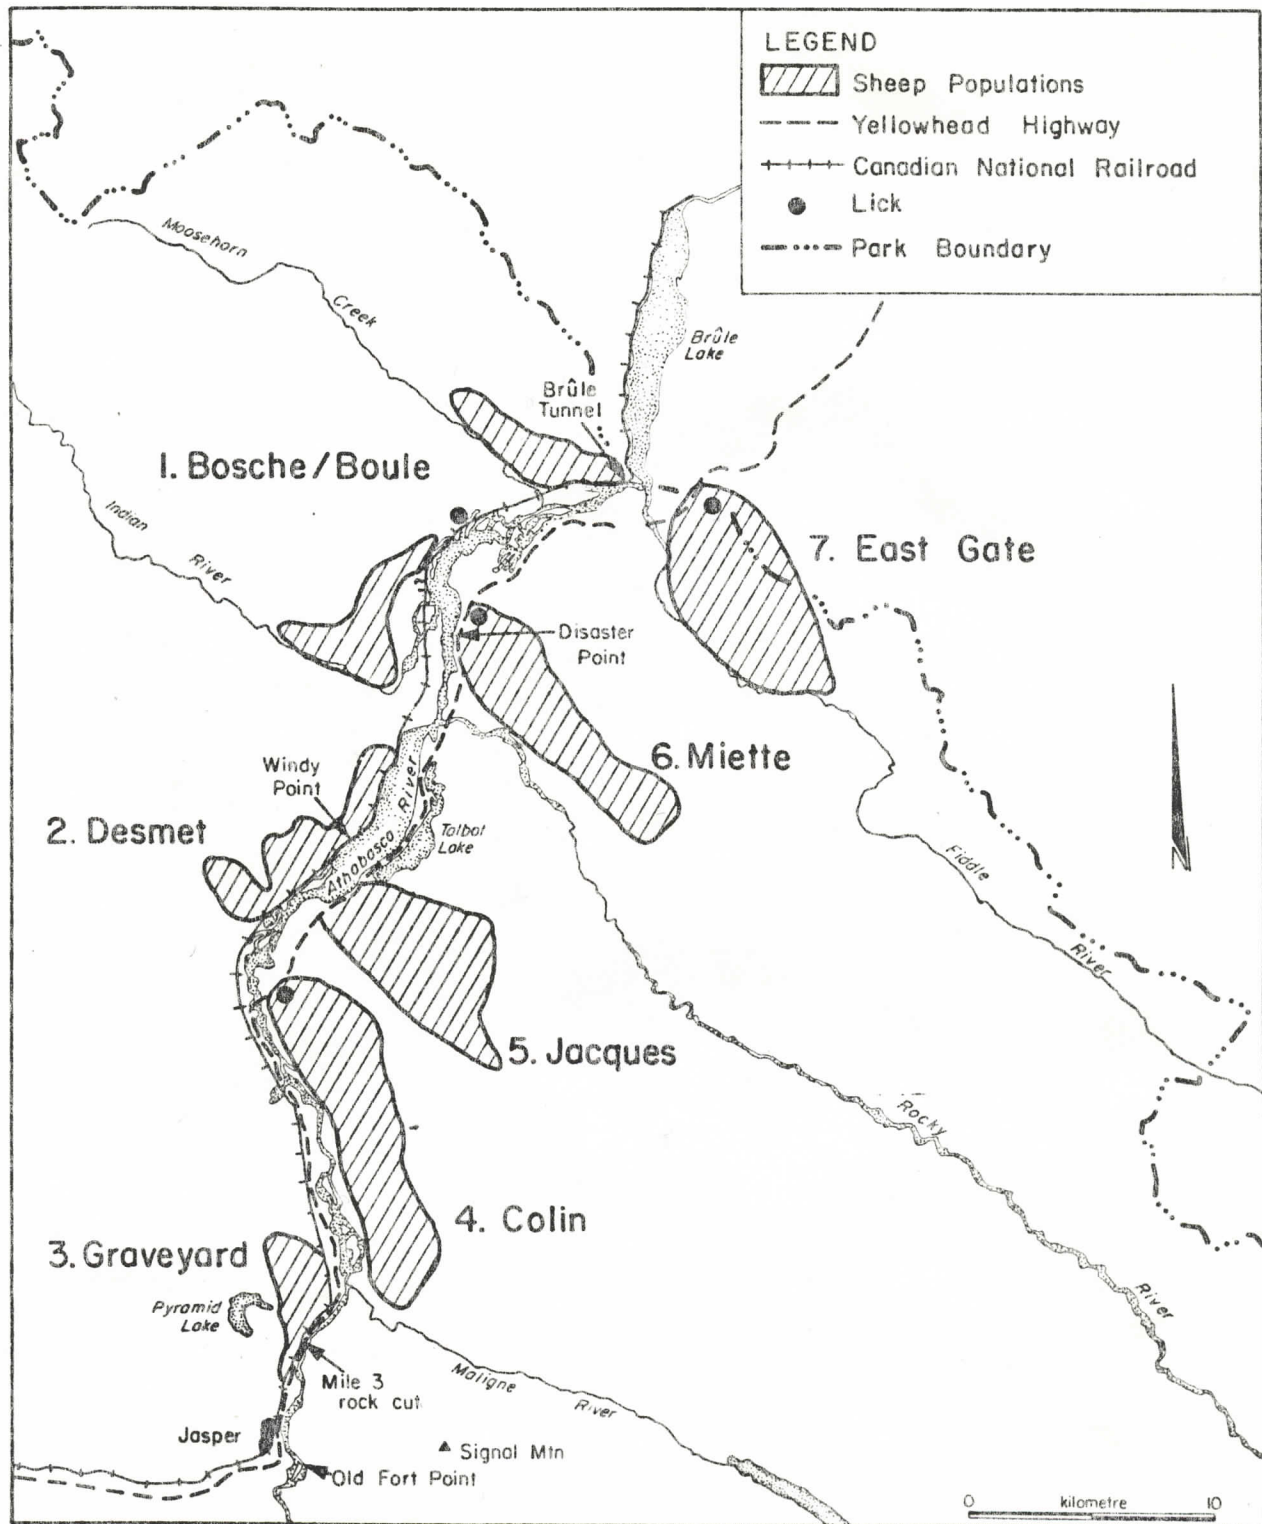 LEGEND
Sheep Populations
Yellowhead Highway
Canadian National Railroad
Lick
Park Boundary
Moosehorn
Creek
Brûle
Lake
Brûle
Tunnel
1. Bosche/Boule
Indian
River
7. East Gate
Disaster
Point
6. Miette
Windy
Point
River
2. Desmet
Athabasca
Talbot
Lake
Fiddle
River
N
5. Jacques
Rocky
River
4. Colin
3. Graveyard
Pyramid
Lake
Mile 3
rock cut
Maligne
River
Jasper
Signal Mtn
Old Fort Point
0 kilometre 10